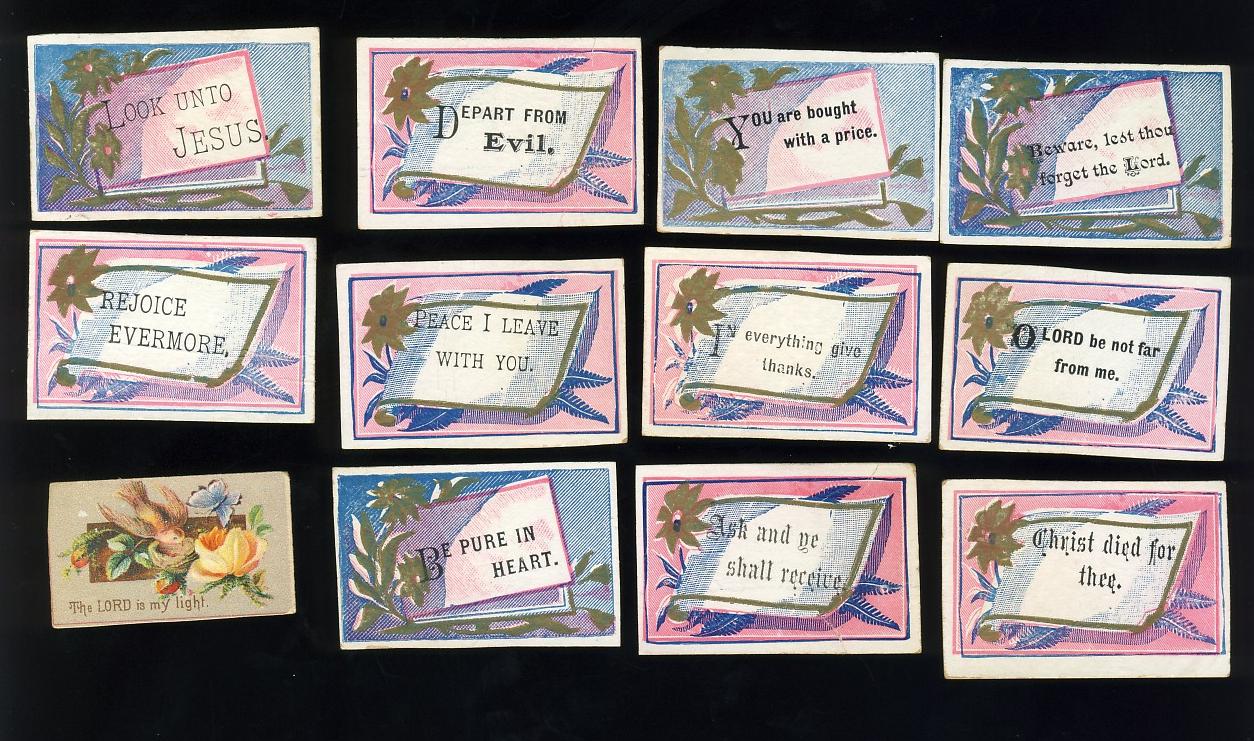 LOOK UNTO
JESUS.
DEPART FROM
Evil.
YOU are bought
with a price.
Beware, lest thou
forget the Lord.
REJOICE
EVERMORE.
PEACE I LEAVE
WITH YOU.
IN everything give
thanks.
O LORD be not far
from me.
The LORD is my light.
BE PURE IN
HEART.
Ask and ye
shall receive
Christ died for
thee.